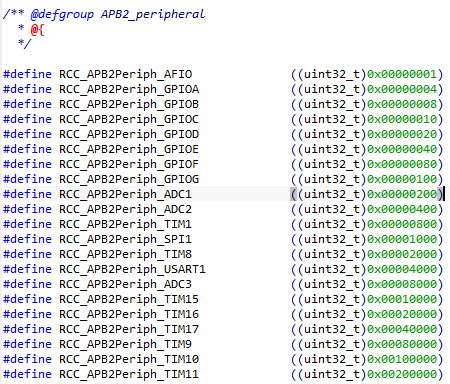 /** @defgroup APB2_peripheral
  * @{
  */
#define RCC_APB2Periph_AFIO              ((uint32_t)0x00000001)
#define RCC_APB2Periph_GPIOA             ((uint32_t)0x00000004)
#define RCC_APB2Periph_GPIOB             ((uint32_t)0x00000008)
#define RCC_APB2Periph_GPIOC             ((uint32_t)0x00000010)
#define RCC_APB2Periph_GPIOD             ((uint32_t)0x00000020)
#define RCC_APB2Periph_GPIOE             ((uint32_t)0x00000040)
#define RCC_APB2Periph_GPIOF             ((uint32_t)0x00000080)
#define RCC_APB2Periph_GPIOG             ((uint32_t)0x00000100)
#define RCC_APB2Periph_ADC1              ((uint32_t)0x00000200)
#define RCC_APB2Periph_ADC2              ((uint32_t)0x00000400)
#define RCC_APB2Periph_TIM1              ((uint32_t)0x00000800)
#define RCC_APB2Periph_SPI1              ((uint32_t)0x00001000)
#define RCC_APB2Periph_TIM8              ((uint32_t)0x00002000)
#define RCC_APB2Periph_USART1            ((uint32_t)0x00004000)
#define RCC_APB2Periph_ADC3              ((uint32_t)0x00008000)
#define RCC_APB2Periph_TIM15             ((uint32_t)0x00010000)
#define RCC_APB2Periph_TIM16             ((uint32_t)0x00020000)
#define RCC_APB2Periph_TIM17             ((uint32_t)0x00040000)
#define RCC_APB2Periph_TIM9              ((uint32_t)0x00080000)
#define RCC_APB2Periph_TIM10             ((uint32_t)0x00100000)
#define RCC_APB2Periph_TIM11             ((uint32_t)0x00200000)